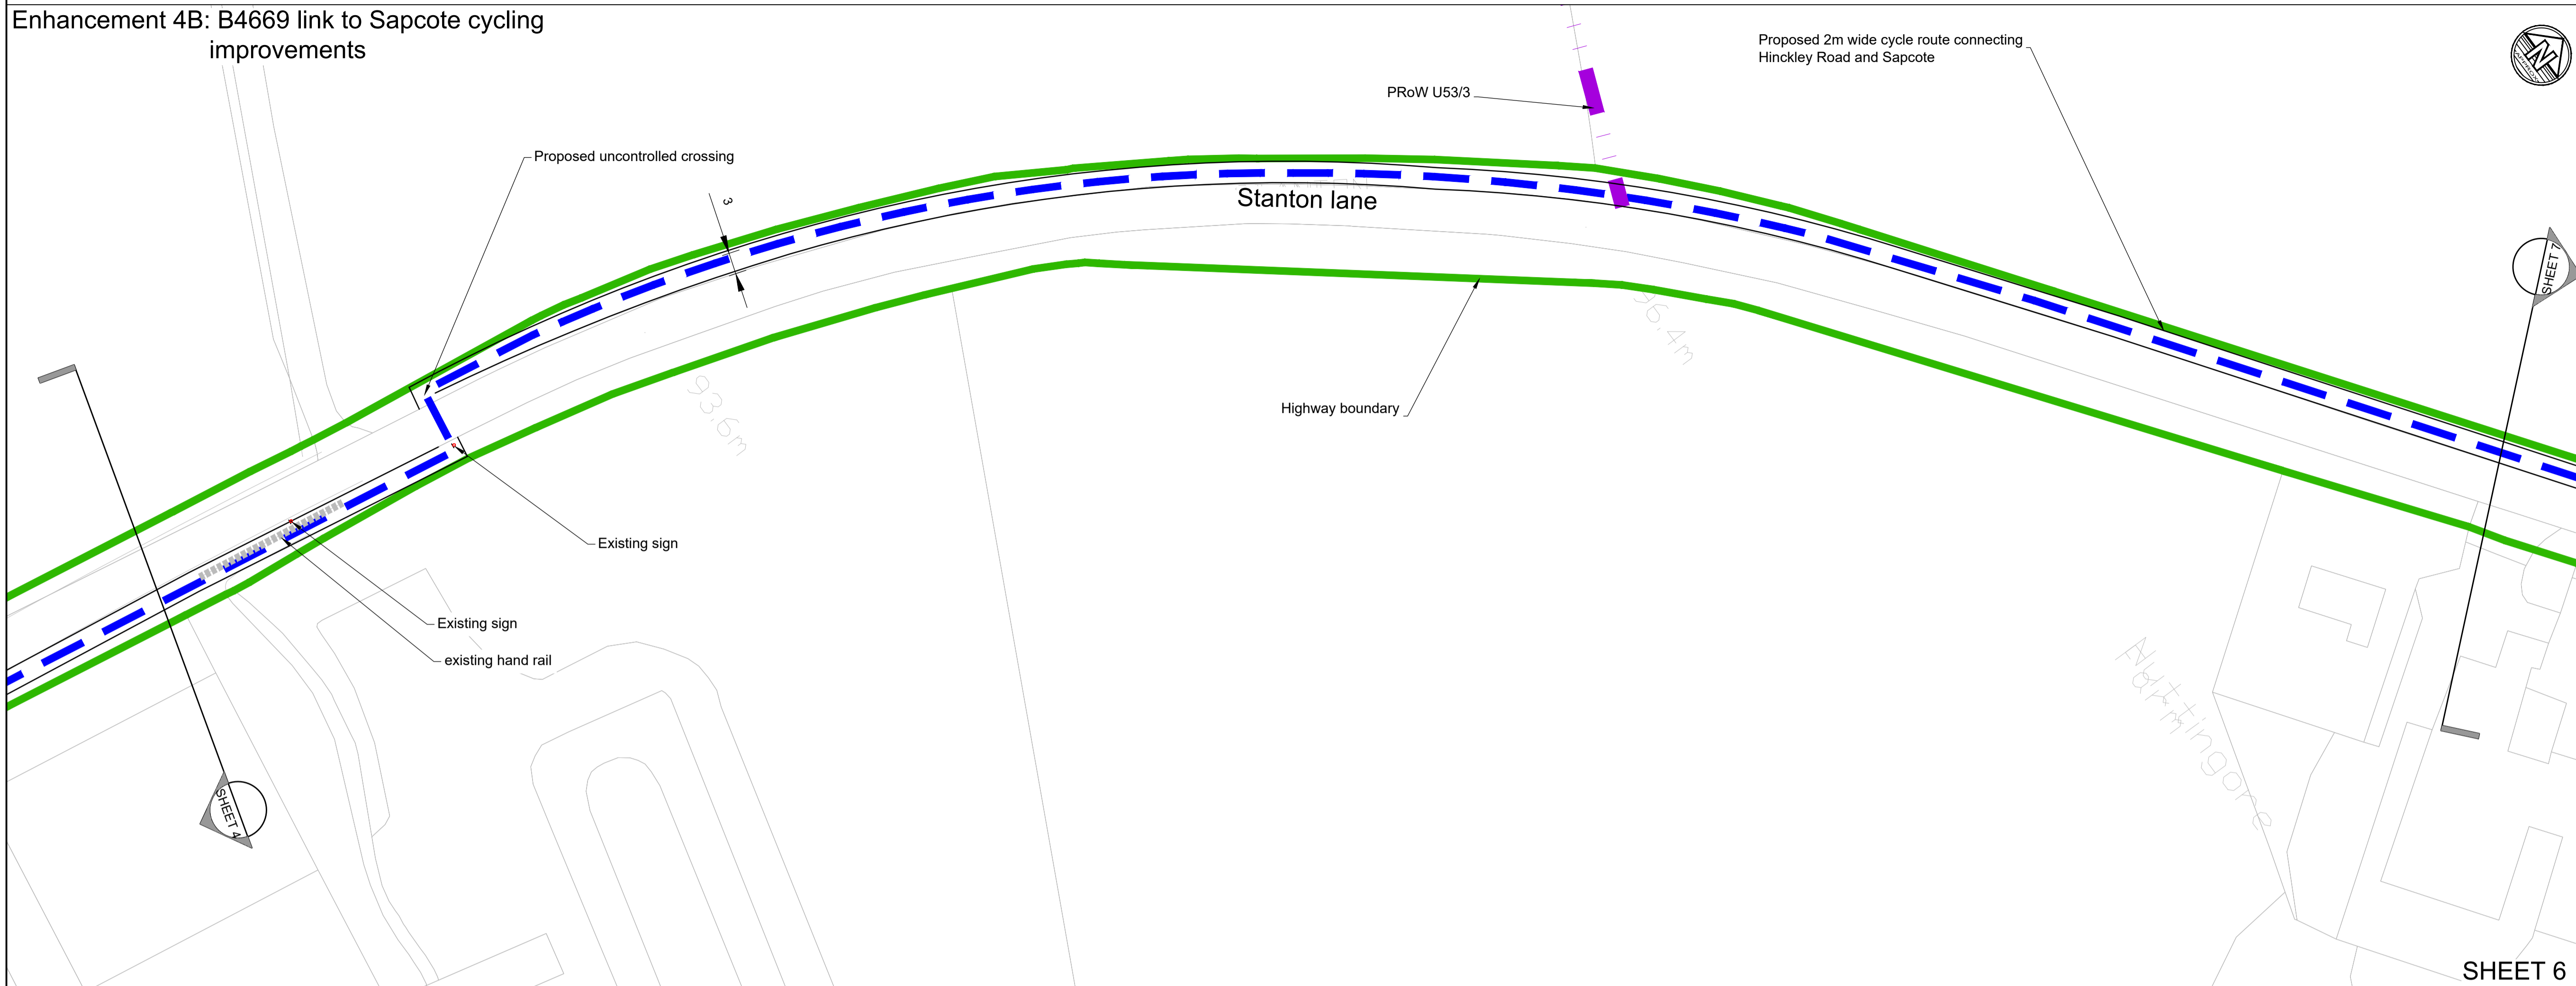 Enhancement 4B: B4669 link to Sapcote cycling
improvements
Proposed 2m wide cycle route connecting
Hinckley Road and Sapcote
N
PRoW U53/3
Proposed uncontrolled crossing
3
Stanton lane
SHEET 7
96.4m
93.6m
Highway boundary
Existing sign
Existing sign
existing hand rail
Nuttingore
Farm
SHEET 4
SHEET 6